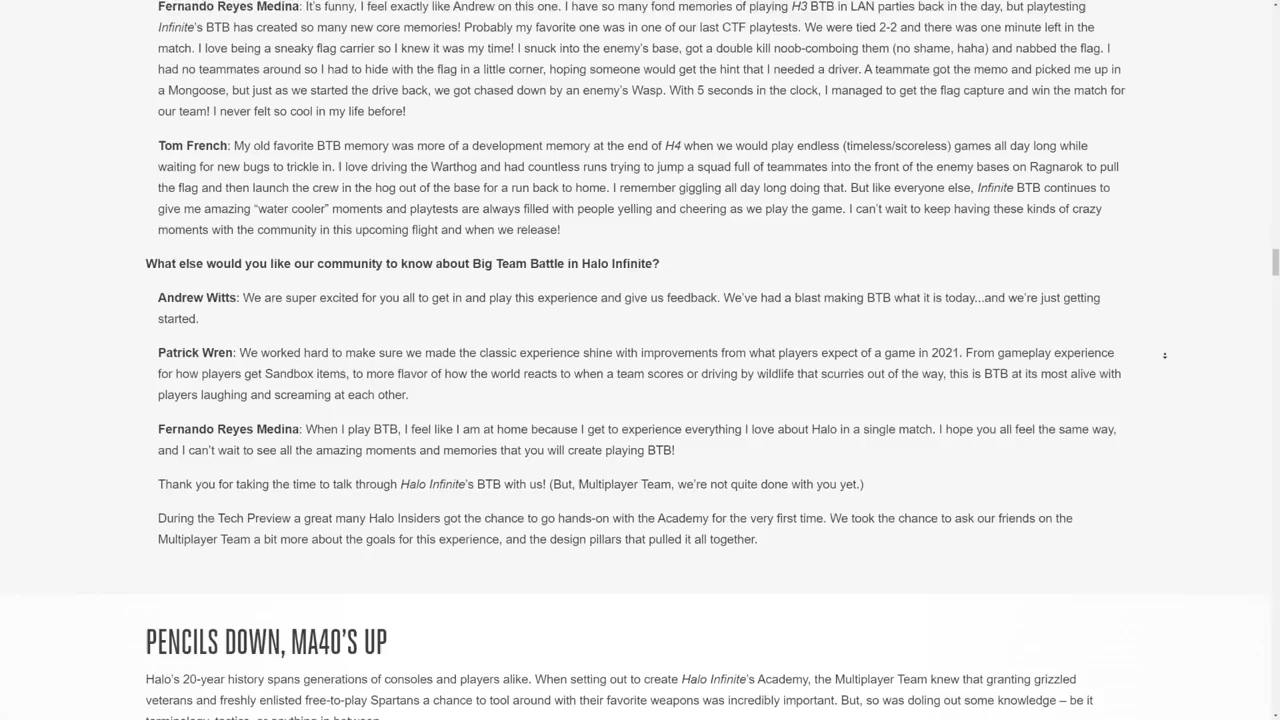 Fernando Reyes Medina: It's funny, I feel exactly like Andrew on this one. I have so many fond memories of playing H3 BTB in LAN parties back in the day, but playtesting
Infinite's BTB has created so many new core memories! Probably my favorite one was in one of our last CTF playtests. We were tied 2-2 and there was one minute left in the
match. I love being a sneaky flag carrier so I knew it was my time! I snuck into the enemy's base, got a double kill noob-comboing them (no shame, haha) and nabbed the flag. I
had no teammates around so I had to hide with the flag in a little corner, hoping someone would get the hint that I needed a driver. A teammate got the memo and picked me up in
a Mongoose, but just as we started the drive back, we got chased down by an enemy's Wasp. With 5 seconds in the clock, I managed to get the flag capture and win the match for
our team! I never felt so cool in my life before!
Tom French: My old favorite BTB memory was more of a development memory at the end of H4 when we would play endless (timeless/scoreless) games all day long while
waiting for new bugs to trickle in. I love driving the Warthog and had countless runs trying to jump a squad full of teammates into the front of the enemy bases on Ragnarok to pull
the flag and then launch the crew in the hog out of the base for a run back to home. I remember giggling all day long doing that. But like everyone else, Infinite BTB continues to
give me amazing “water cooler” moments and playtests are always filled with people yelling and cheering as we play the game. I can't wait to keep having these kinds of crazy
moments with the community in this upcoming flight and when we release!
What else would you like our community to know about Big Team Battle in Halo Infinite?
Andrew Witts: We are super excited for you all to get in and play this experience and give us feedback. We've had a blast making BTB what it is today...and we're just getting
started.
Patrick Wren: We worked hard to make sure we made the classic experience shine with improvements from what players expect of a game in 2021. From gameplay experience
for how players get Sandbox items, to more flavor of how the world reacts to when a team scores or driving by wildlife that scurries out of the way, this is BTB at its most alive with
players laughing and screaming at each other.
Fernando Reyes Medina: When I play BTB, I feel like I am at home because I get to experience everything I love about Halo in a single match. I hope you all feel the same way,
and I can't wait to see all the amazing moments and memories that you will create playing BTB!
Thank you for taking the time to talk through Halo Infinite's BTB with us! (But, Multiplayer Team, we're not quite done with you yet.)
During the Tech Preview a great many Halo Insiders got the chance to go hands-on with the Academy for the very first time. We took the chance to ask our friends on the
Multiplayer Team a bit more about the goals for this experience, and the design pillars that pulled it all together.
PENCILS DOWN, MA40'S UP
Halo's 20-year history spans generations of consoles and players alike. When setting out to create Halo Infinite's Academy, the Multiplayer Team knew that granting grizzled
veterans and freshly enlisted free-to-play Spartans a chance to tool around with their favorite weapons was incredibly important. But, so was doling out some knowledge – be it
terminology, tactics, or anything in between.